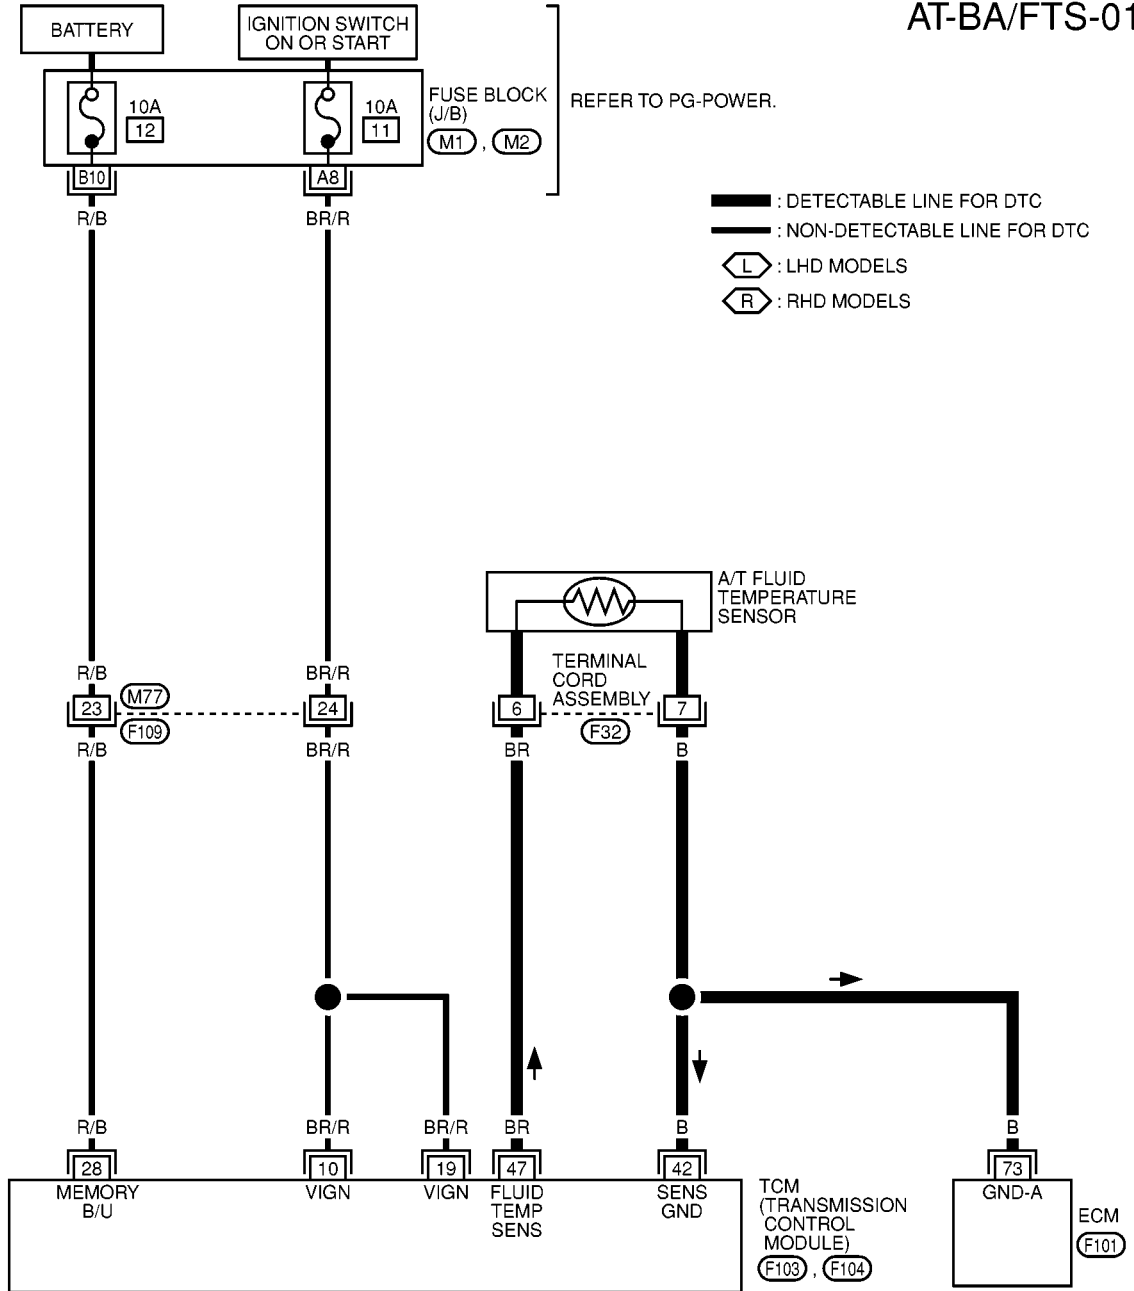 AT-BA/FTS-01
BATTERY
IGNITION SWITCH
ON OR START
10A
12
10A
11
FUSE BLOCK
(J/B)
M1 , M2
REFER TO PG-POWER.
B10
A8
R/B
BR/R
: DETECTABLE LINE FOR DTC
: NON-DETECTABLE LINE FOR DTC
L : LHD MODELS
R : RHD MODELS
A/T FLUID
TEMPERATURE
SENSOR
TERMINAL
CORD
ASSEMBLY
R/B
BR/R
23
M77
F109
24
6
F32
7
R/B
BR/R
BR
B
R/B
BR/R
BR/R
BR
B
B
28
10
19
47
42
73
MEMORY
B/U
VIGN
VIGN
FLUID
TEMP
SENS
SENS
GND
TCM
(TRANSMISSION
CONTROL
MODULE)
F103 , F104
GND-A
ECM
F101